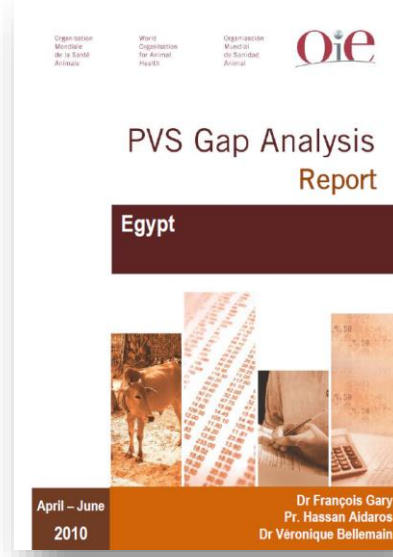 Organisation
Mondiale
de la Santé
Animale
World
Organisation
for Animal
Health
Organización
Mundial
de Sanidad
Animal
Oie
PVS Gap Analysis
Report
Egypt
April – June
2010
Dr François Gary
Pr. Hassan Aidaros
Dr Véronique Bellemain